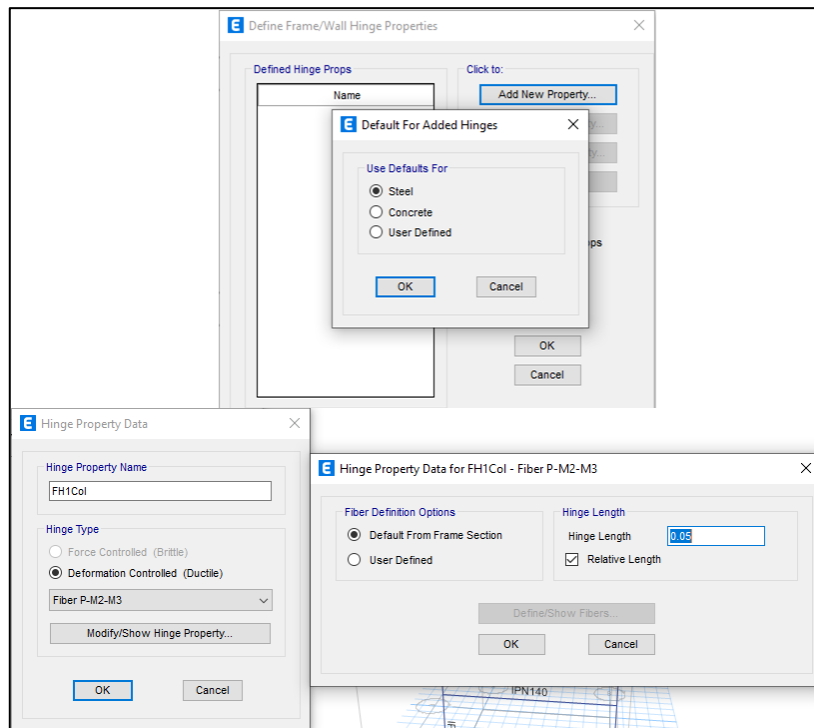 E Define Frame/Wall Hinge Properties
Defined Hinge Props
Name
Click to:
Add New Property...
E Default For Added Hinges
Use Defaults For
Steel
Concrete
User Defined
OK Cancel
OK
Cancel
E Hinge Property Data
Hinge Property Name
FH1Col
Hinge Type
Force Controlled (Brittle)
Deformation Controlled (Ductile)
Fiber P-M2-M3
Modify/Show Hinge Property...
OK Cancel
E Hinge Property Data for FH1Col - Fiber P-M2-M3
Fiber Definition Options
Default From Frame Section
User Defined
Hinge Length
Hinge Length 0.05
Relative Length
Define/Show Fibers...
OK Cancel
IPN140